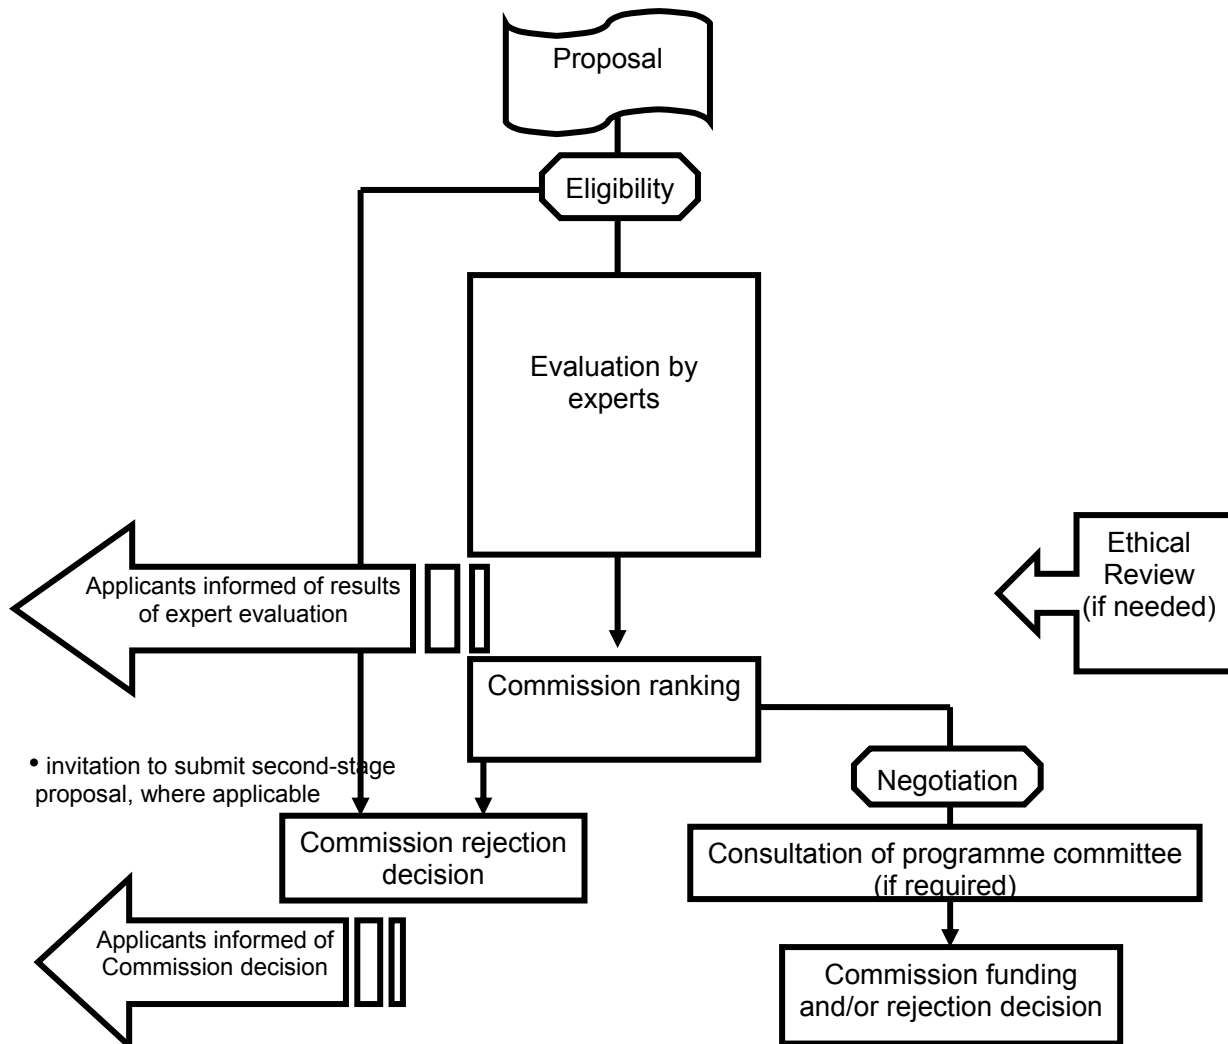 Proposal
Eligibility
Evaluation by
experts
Ethical
Review
(if needed)
Applicants informed of results
of expert evaluation
Commission ranking
• invitation to submit second-stage
proposal, where applicable
Negotiation
Commission rejection
decision
Consultation of programme committee
(if required)
Applicants informed of
Commission decision
Commission funding
and/or rejection decision